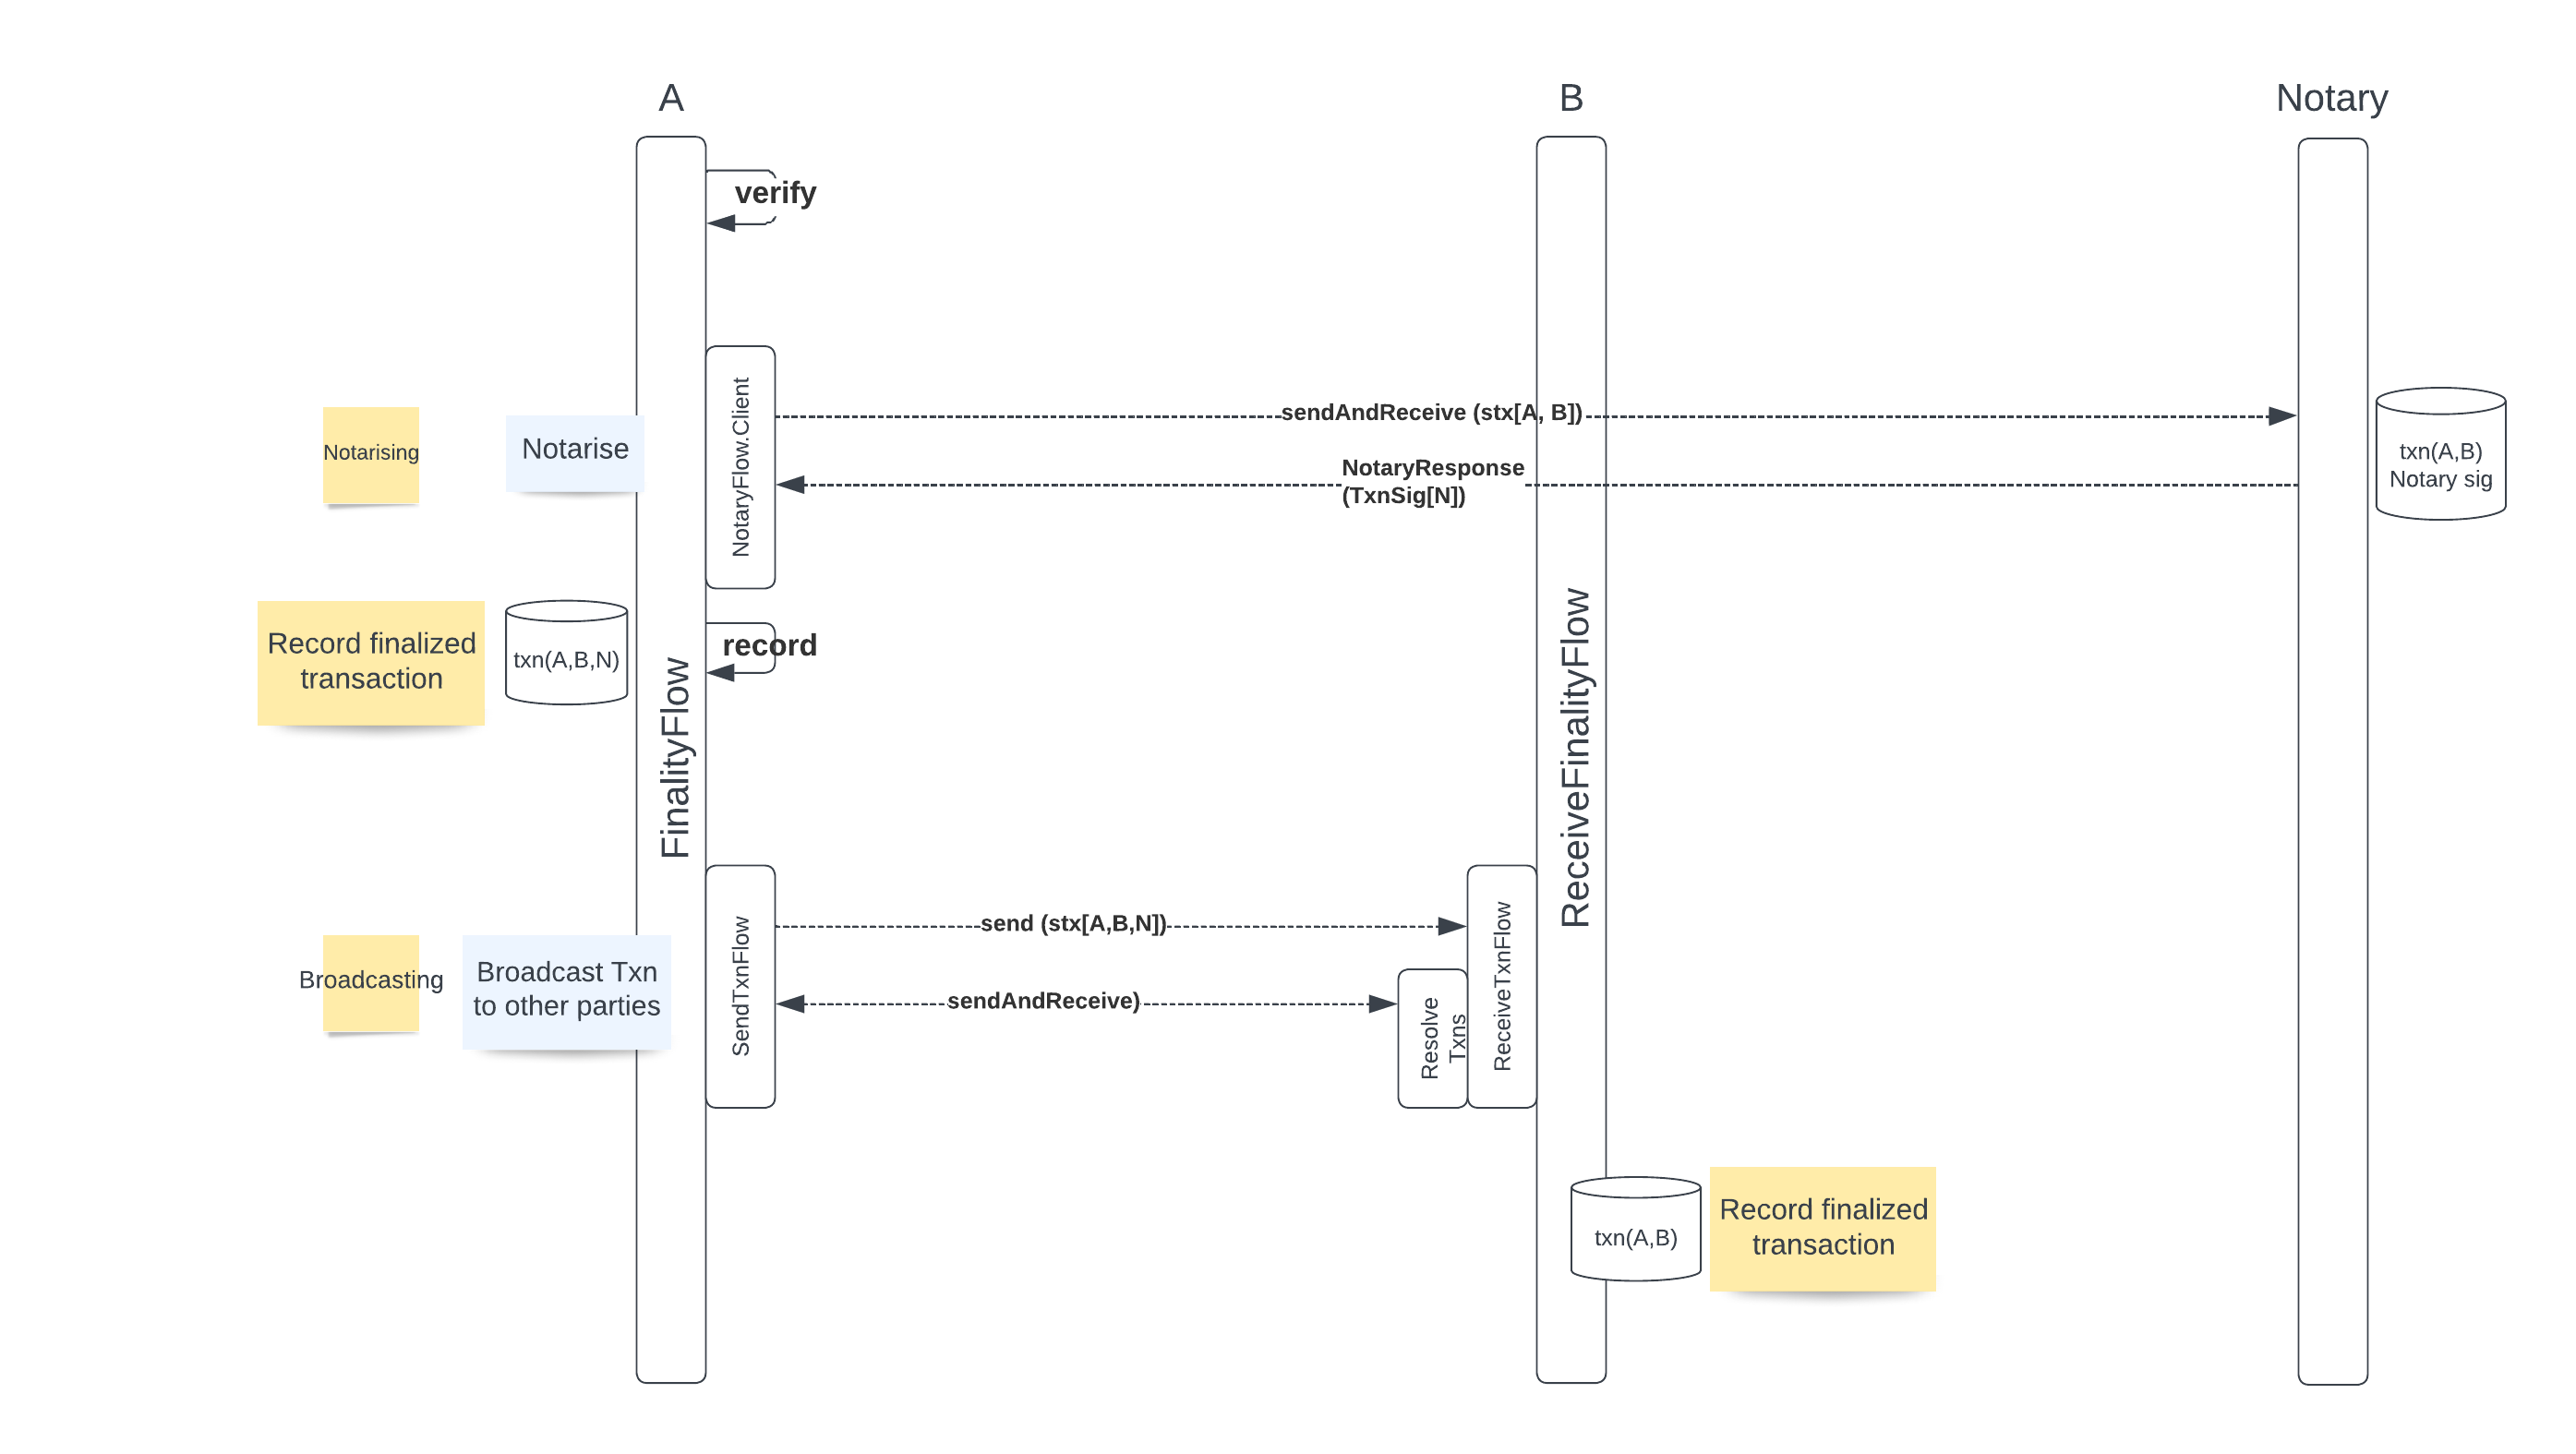 A
B
Notary
verify
NotaryFlow.Client
sendAndReceive (stx[A, B])
Notarising
Notarise
NotaryResponse
(TxnSig[N])
txn(A,B)
Notary sig
Record finalized
transaction
txn(A,B,N)
record
FinalityFlow
ReceiveFinalityFlow
SendTxnFlow
send (stx[A,B,N])
ReceiveTxnFlow
Broadcasting
Broadcast Txn
to other parties
sendAndReceive)
Resolve
Txns
txn(A,B)
Record finalized
transaction